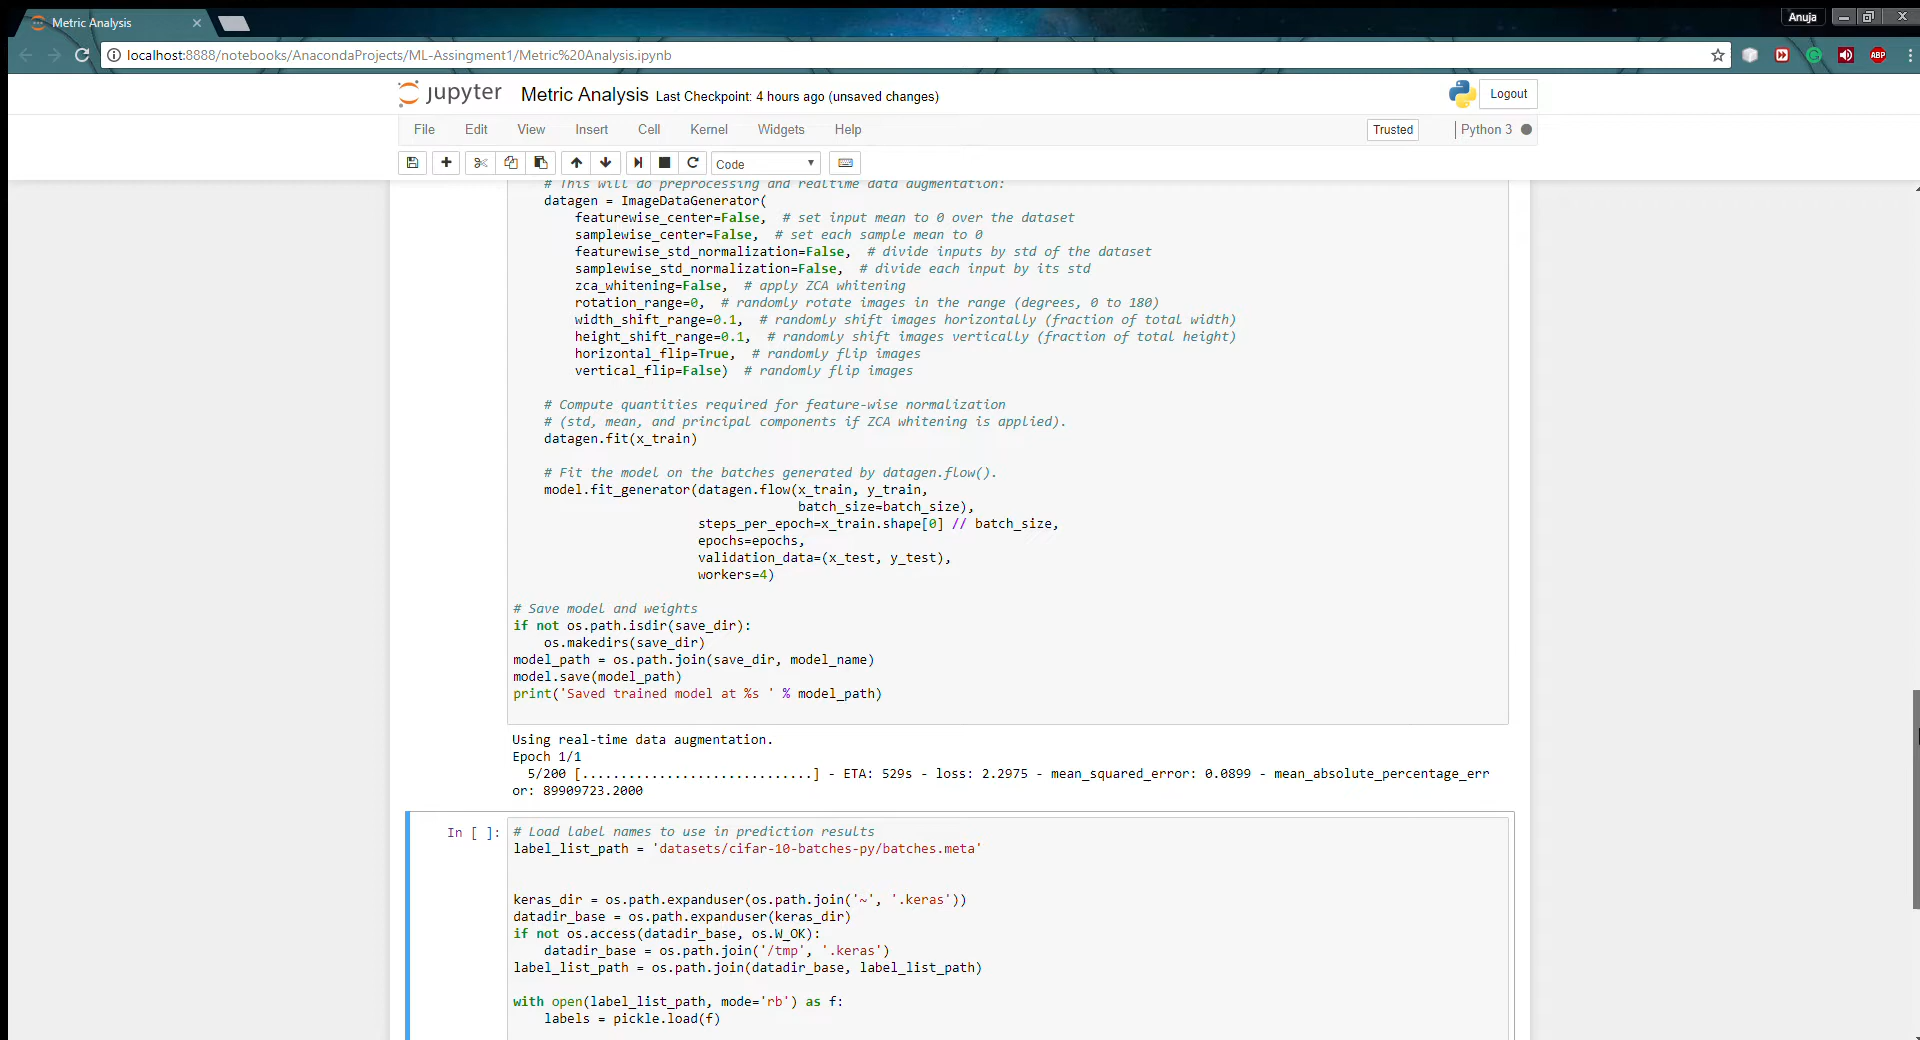 Metric Analysis
Anuja
localhost:8888/notebooks/AnacondaProjects/ML-Assingment1/Metric%20Analysis.ipynb
ABP
jupyter Metric Analysis Last Checkpoint: 4 hours ago (unsaved changes)
Logout
File Edit View Insert Cell Kernel Widgets Help
Trusted
Python 3
Code
# This will do preprocessing and realtime data augmentation:
datagen = ImageDataGenerator(
featurewise_center=False,  # set input mean to 0 over the dataset
samplewise_center=False,  # set each sample mean to 0
featurewise_std_normalization=False,  # divide inputs by std of the dataset
samplewise_std_normalization=False,  # divide each input by its std
zca_whitening=False,  # apply ZCA whitening
rotation_range=0,  # randomly rotate images in the range (degrees, 0 to 180)
width_shift_range=0.1,  # randomly shift images horizontally (fraction of total width)
height_shift_range=0.1,  # randomly shift images vertically (fraction of total height)
horizontal_flip=True,  # randomly flip images
vertical_flip=False)  # randomly flip images
# Compute quantities required for feature-wise normalization
# (std, mean, and principal components if ZCA whitening is applied).
datagen.fit(x_train)
# Fit the model on the batches generated by datagen.flow().
model.fit_generator(datagen.flow(x_train, y_train,
batch_size=batch_size),
steps_per_epoch=x_train.shape[0] // batch_size,
epochs=epochs,
validation_data=(x_test, y_test),
workers=4)
# Save model and weights
if not os.path.isdir(save_dir):
os.makedirs(save_dir)
model_path = os.path.join(save_dir, model_name)
model.save(model_path)
print('Saved trained model at %s ' % model_path)
Using real-time data augmentation.
Epoch 1/1
5/200 [..............................] - ETA: 529s - loss: 2.2975 - mean_squared_error: 0.0899 - mean_absolute_percentage_err
or: 89909723.2000
In [ ]:
# Load label names to use in prediction results
label_list_path = 'datasets/cifar-10-batches-py/batches.meta'
keras_dir = os.path.expanduser(os.path.join('~', '.keras'))
datadir_base = os.path.expanduser(keras_dir)
if not os.access(datadir_base, os.W_OK):
datadir_base = os.path.join('/tmp', '.keras')
label_list_path = os.path.join(datadir_base, label_list_path)
with open(label_list_path, mode='rb') as f:
labels = pickle.load(f)